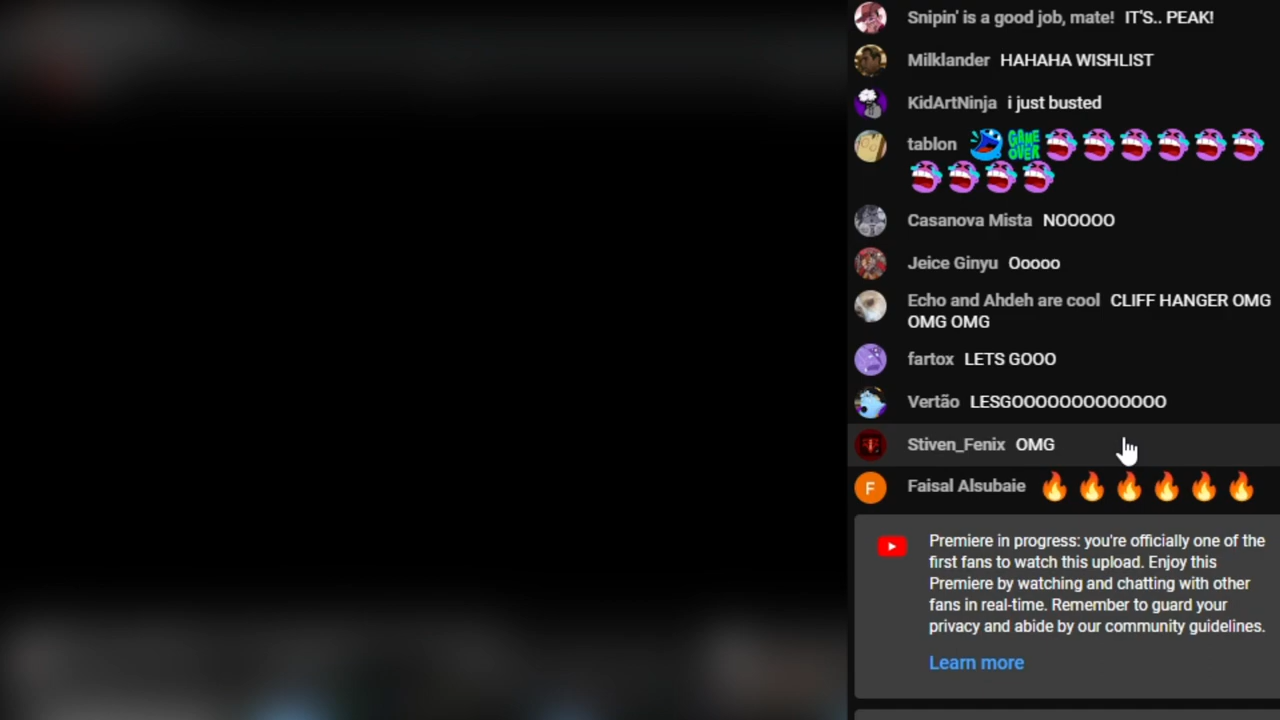 Snipin' is a good job, mate! IT'S.. PEAK!
Milklander HAHAHA WISHLIST
KidArtNinja i just busted
tablon GAME OVER
Casanova Mista NOOOOO
Jeice Ginyu Ooooo
Echo and Ahdeh are cool CLIFF HANGER OMG
OMG OMG
fartox LETS GOOO
Vertão LESGOOOOOOOOOOOOO
Stiven_Fenix OMG
F Faisal Alsubaie 🔥🔥🔥🔥🔥🔥
Premiere in progress: you're officially one of the
first fans to watch this upload. Enjoy this
Premiere by watching and chatting with other
fans in real-time. Remember to guard your
privacy and abide by our community guidelines.
Learn more